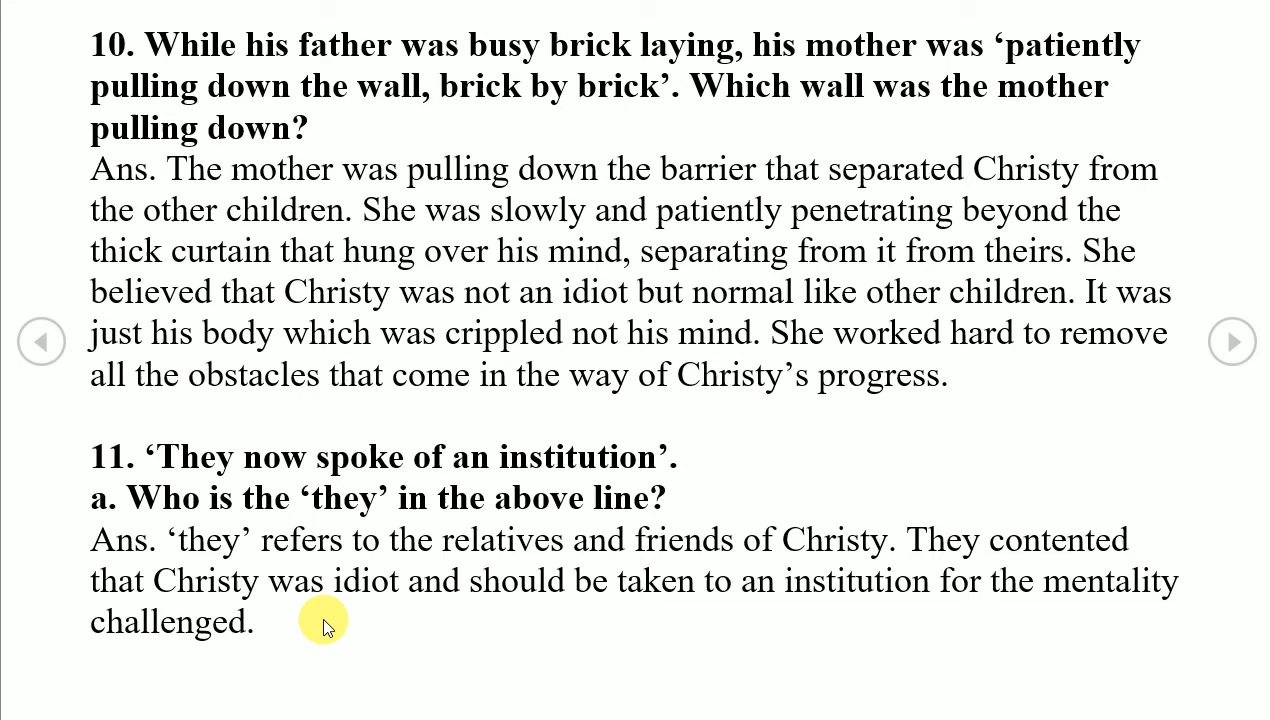 10. While his father was busy brick laying, his mother was ‘patiently
pulling down the wall, brick by brick’. Which wall was the mother
pulling down?
Ans. The mother was pulling down the barrier that separated Christy from
the other children. She was slowly and patiently penetrating beyond the
thick curtain that hung over his mind, separating from it from theirs. She
believed that Christy was not an idiot but normal like other children. It was
just his body which was crippled not his mind. She worked hard to remove
all the obstacles that come in the way of Christy’s progress.
11. ‘They now spoke of an institution’.
a. Who is the ‘they’ in the above line?
Ans. ‘they’ refers to the relatives and friends of Christy. They contented
that Christy was idiot and should be taken to an institution for the mentality
challenged.